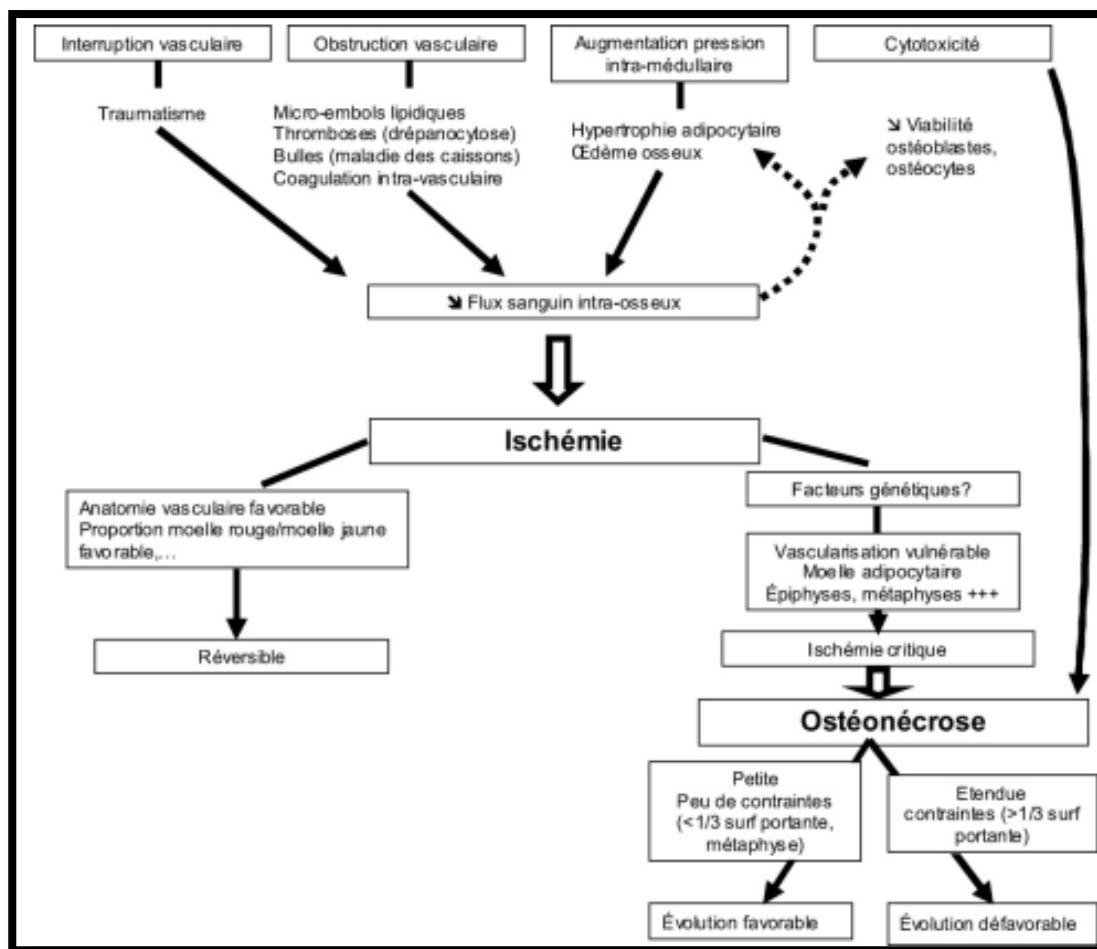 Interruption vasculaire
Obstruction vasculaire
Augmentation pression
intra-médullaire
Cytotoxicité
Traumatisme
Micro-embols lipidiques
Thromboses (drépanocytose)
Bulles (maladie des caissons)
Coagulation intra-vasculaire
Hypertrophie adipocytaire
Œdème osseux
↘ Viabilité
ostéoblastes,
ostéocytes
↘ Flux sanguin intra-osseux
Ischémie
Anatomie vasculaire favorable
Proportion moelle rouge/moelle jaune
favorable,...
Réversible
Facteurs génétiques?
Vascularisation vulnérable
Moelle adipocytaire
Épiphyses, métaphyses +++
Ischémie critique
Ostéonécrose
Petite
Peu de contraintes
(<1/3 surf portante,
métaphyse)
Etendue
contraintes (>1/3 surf
portante)
Évolution favorable
Évolution défavorable